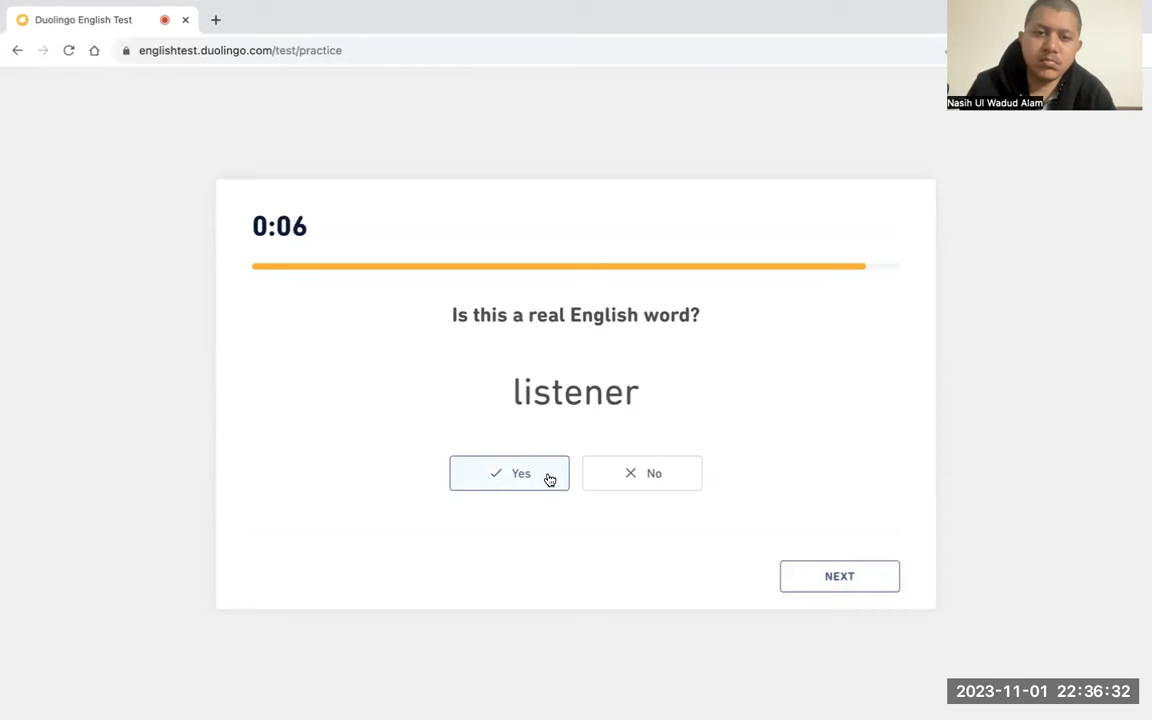 Duolingo English Test
englishtest.duolingo.com/test/practice
Nasih Ul Wadud Alam
0:06
Is this a real English word?
listener
Yes
No
NEXT
2023-11-01 22:36:32